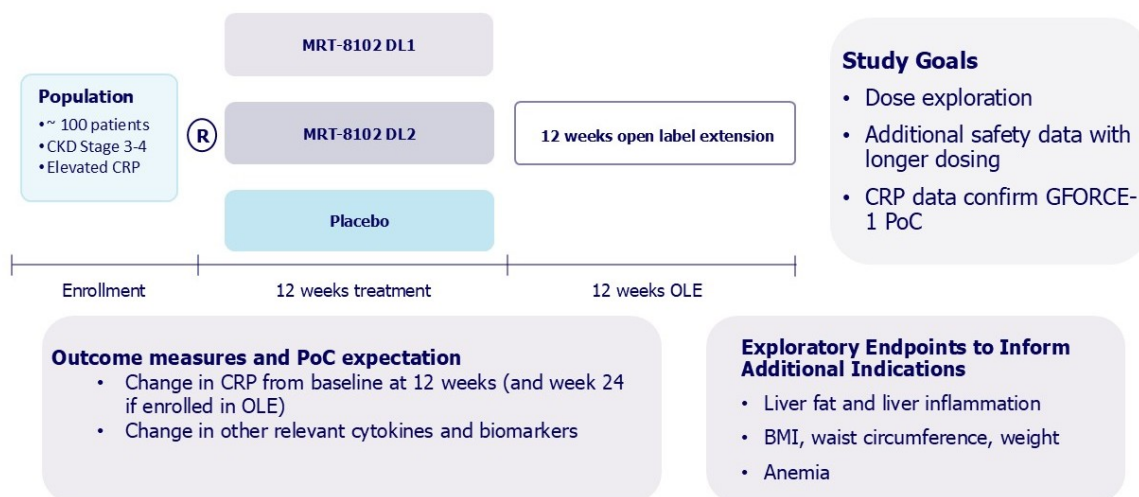 MRT-8102 DL1
Population
•~ 100 patients
•CKD Stage 3-4
•Elevated CRP
R
MRT-8102 DL2
12 weeks open label extension
Placebo
Enrollment
12 weeks treatment
12 weeks OLE
Study Goals
• Dose exploration
• Additional safety data with
longer dosing
• CRP data confirm GFORCE-
1 PoC
Outcome measures and PoC expectation
• Change in CRP from baseline at 12 weeks (and week 24
if enrolled in OLE)
• Change in other relevant cytokines and biomarkers
Exploratory Endpoints to Inform
Additional Indications
• Liver fat and liver inflammation
• BMI, waist circumference, weight
• Anemia